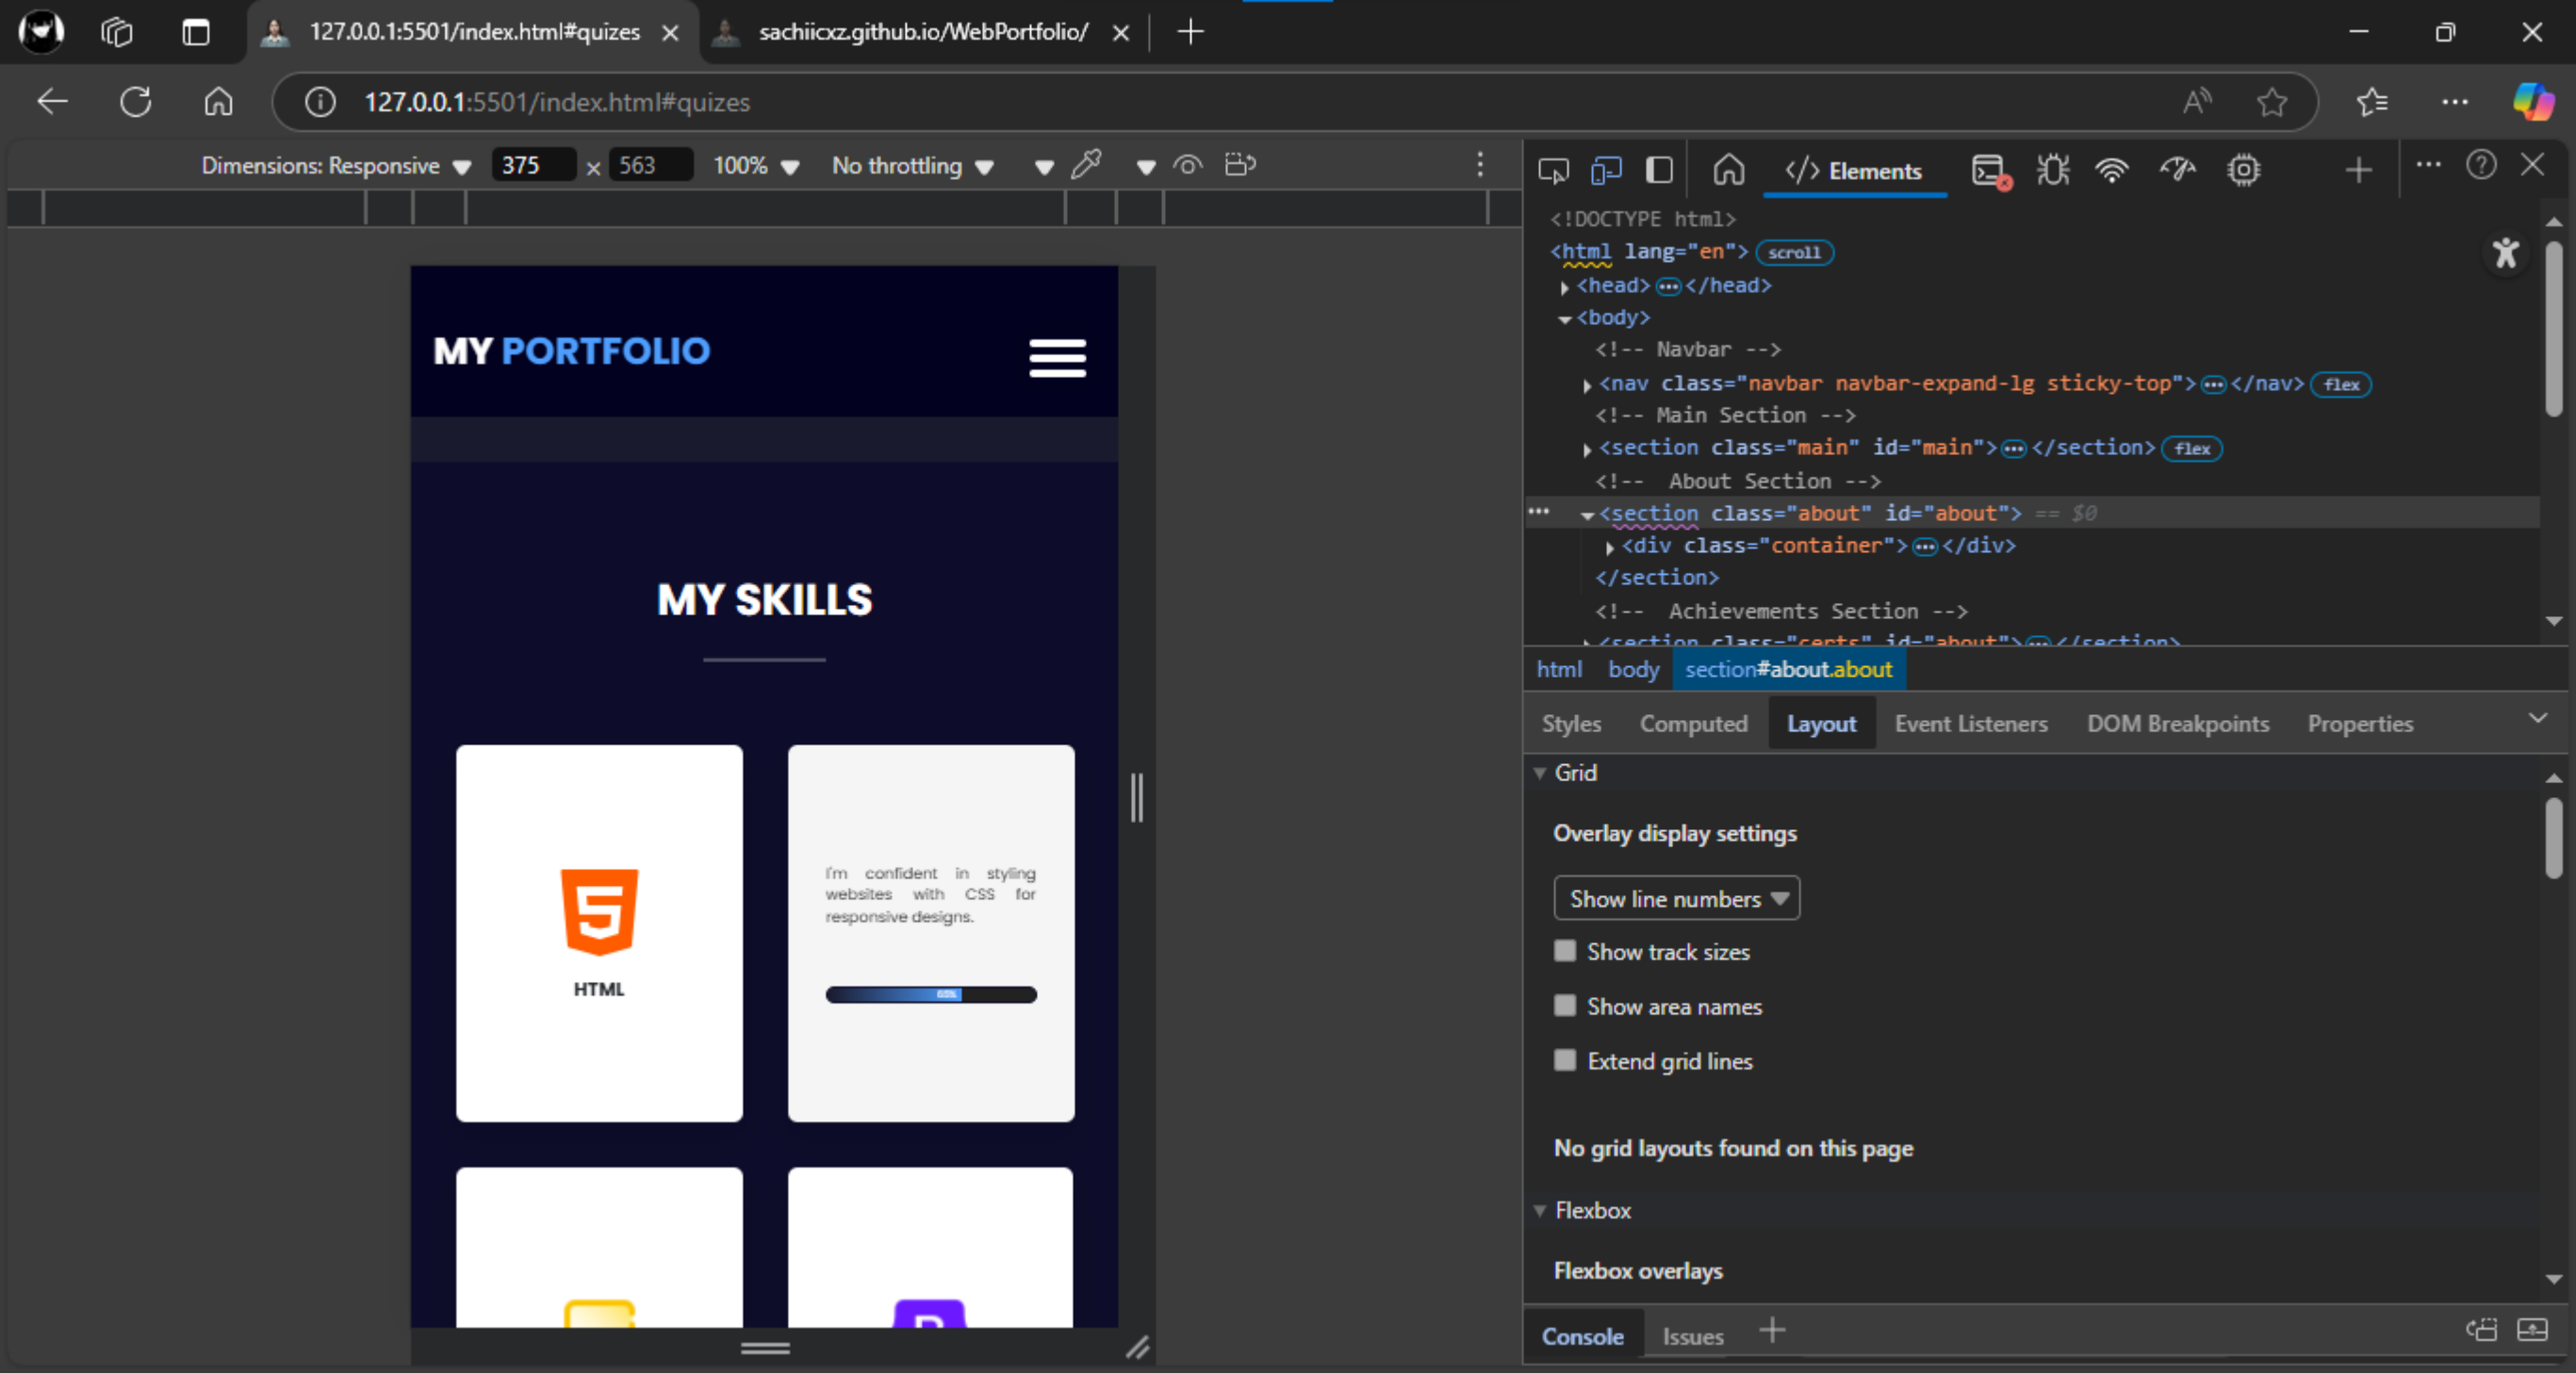 127.0.0.1:5501/index.html#quizes
sachiicxz.github.io/WebPortfolio/
127.0.0.1:5501/index.html#quizes
Dimensions: Responsive 375 x 563 100% No throttling
MY PORTFOLIO
MY SKILLS
HTML
I'm confident in styling
websites with CSS for
responsive designs.
Elements
<!DOCTYPE html>
<html lang="en"> scroll
<head> ... </head>
<body>
<!-- Navbar -->
<nav class="navbar navbar-expand-lg sticky-top"> ... </nav> flex
<!-- Main Section -->
<section class="main" id="main"> ... </section> flex
<!-- About Section -->
... <section class="about" id="about"> == $0
<div class="container"> ... </div>
</section>
<!-- Achievements Section -->
<section class="certs" id="about"> ... </section>
html body section#about.about
Styles Computed Layout Event Listeners DOM Breakpoints Properties
Grid
Overlay display settings
Show line numbers
Show track sizes
Show area names
Extend grid lines
No grid layouts found on this page
Flexbox
Flexbox overlays
Console Issues